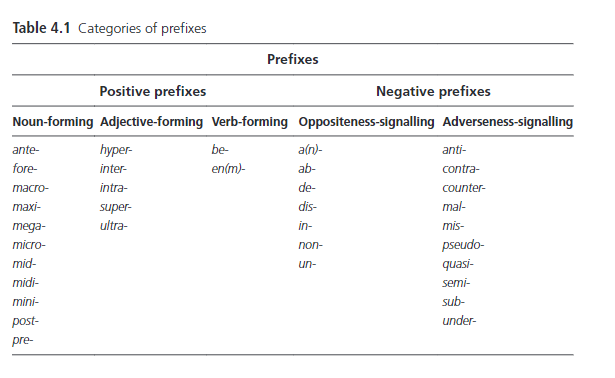 Table 4.1 Categories of prefixes
Prefixes
Positive prefixes Negative prefixes
Noun-forming Adjective-forming Verb-forming Oppositeness-signalling Adverseness-signalling
ante- hyper- be- a(n)- anti-
fore- inter- en(m)- ab- contra-
macro- intra- de- counter-
maxi- super- dis- mal-
mega- ultra- in- mis-
micro- non- pseudo-
mid- un- quasi-
midi- semi-
mini- sub-
post- under-
pre-